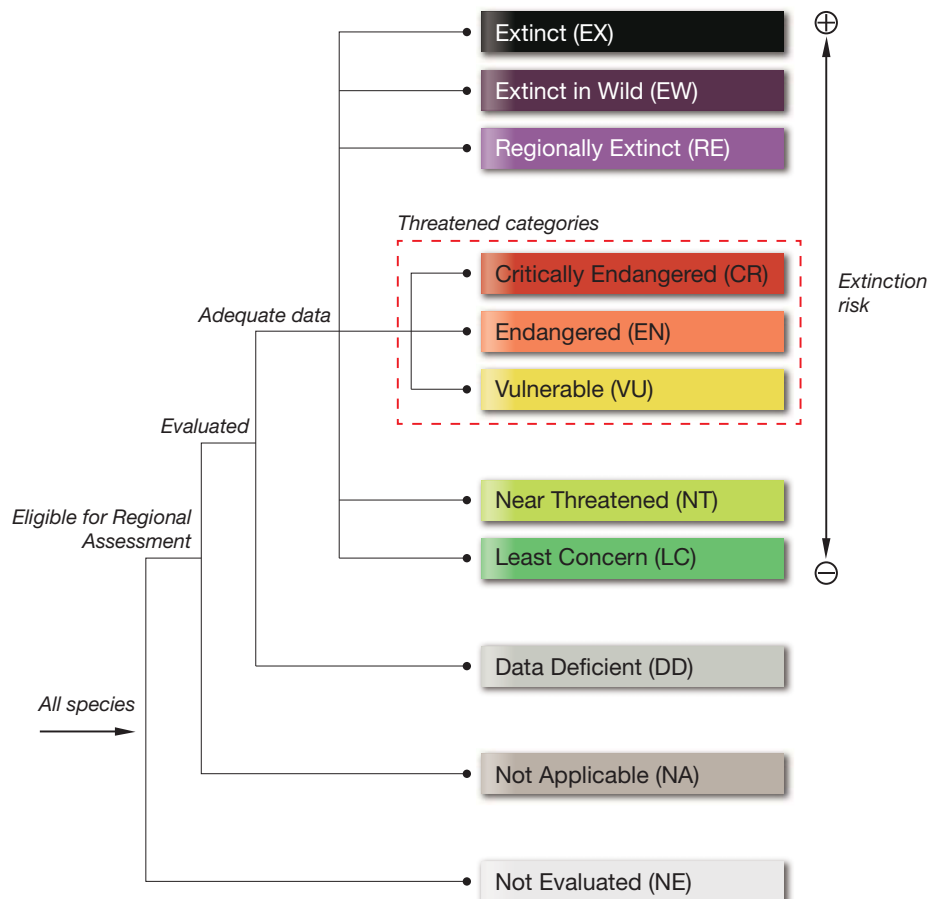 Extinct (EX)
Extinct in Wild (EW)
Regionally Extinct (RE)
Threatened categories
Critically Endangered (CR)
Extinction
risk
Adequate data
Endangered (EN)
Vulnerable (VU)
Evaluated
Near Threatened (NT)
Eligible for Regional
Assessment
Least Concern (LC)
Data Deficient (DD)
All species
Not Applicable (NA)
Not Evaluated (NE)